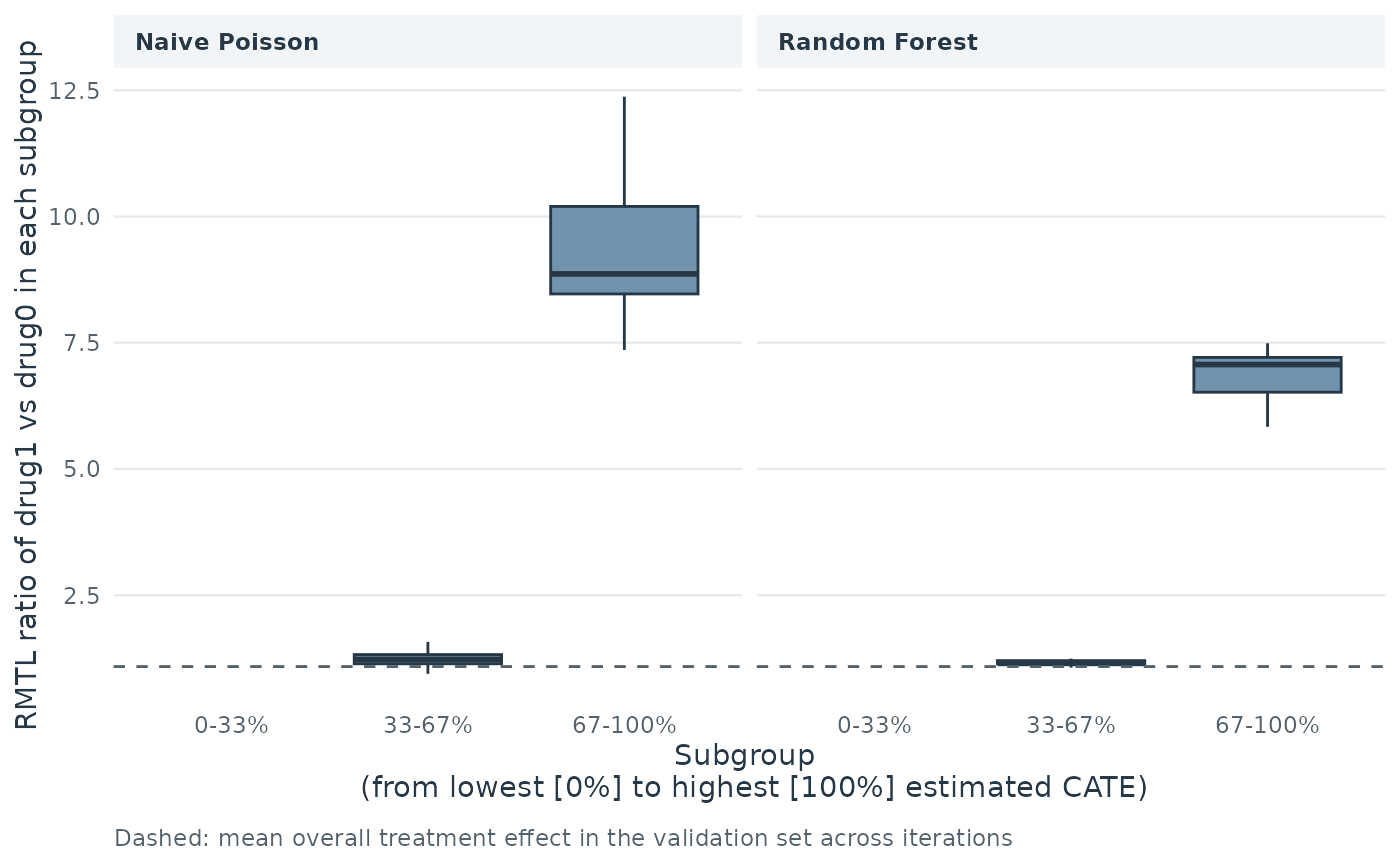 Naive Poisson
Random Forest
RMTL ratio of drug1 vs drug0 in each subgroup
12.5
10.0
7.5
5.0
2.5
0-33%
33-67%
67-100%
0-33%
33-67%
67-100%
Subgroup
(from lowest [0%] to highest [100%] estimated CATE)
Dashed: mean overall treatment effect in the validation set across iterations